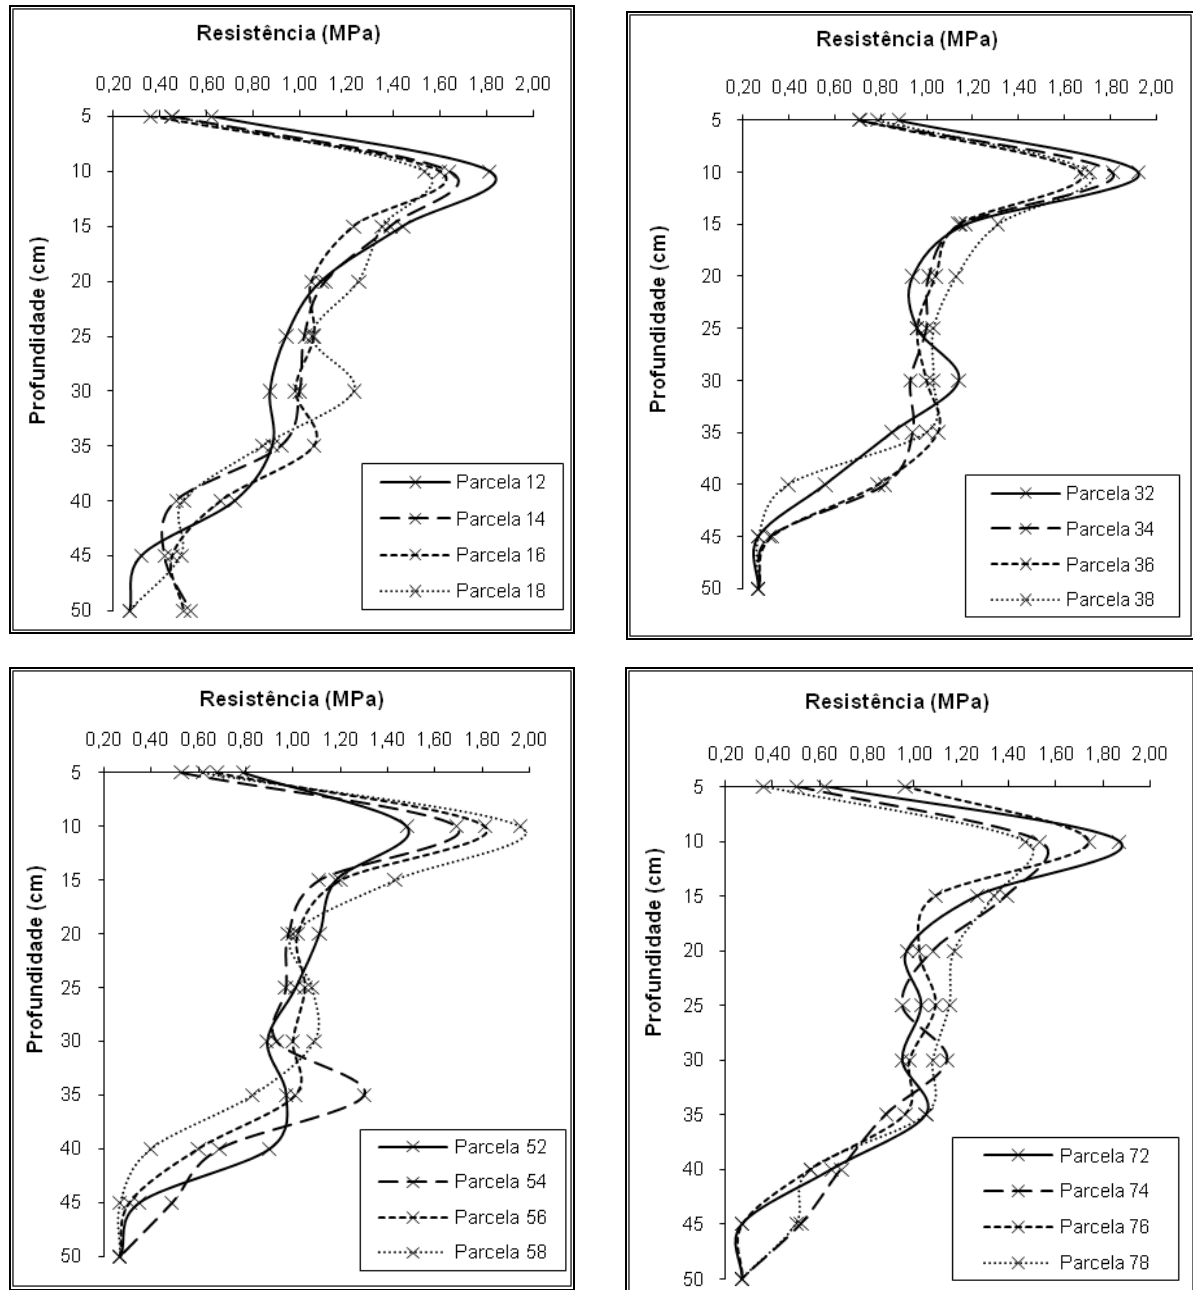 Resistência (MPa)
0,20 0,40 0,60 0,80 1,00 1,20 1,40 1,60 1,80 2,00
5
10
15
20
25
30
35
40
45
50
Profundidade (cm)
Parcela 12
Parcela 14
Parcela 16
Parcela 18
Resistência (MPa)
0,20 0,40 0,60 0,80 1,00 1,20 1,40 1,60 1,80 2,00
5
10
15
20
25
30
35
40
45
50
Profundidade (cm)
Parcela 32
Parcela 34
Parcela 36
Parcela 38
Resistência (MPa)
0,20 0,40 0,60 0,80 1,00 1,20 1,40 1,60 1,80 2,00
5
10
15
20
25
30
35
40
45
50
Profundidade (cm)
Parcela 52
Parcela 54
Parcela 56
Parcela 58
Resistência (MPa)
0,20 0,40 0,60 0,80 1,00 1,20 1,40 1,60 1,80 2,00
5
10
15
20
25
30
35
40
45
50
Profundidade (cm)
Parcela 72
Parcela 74
Parcela 76
Parcela 78